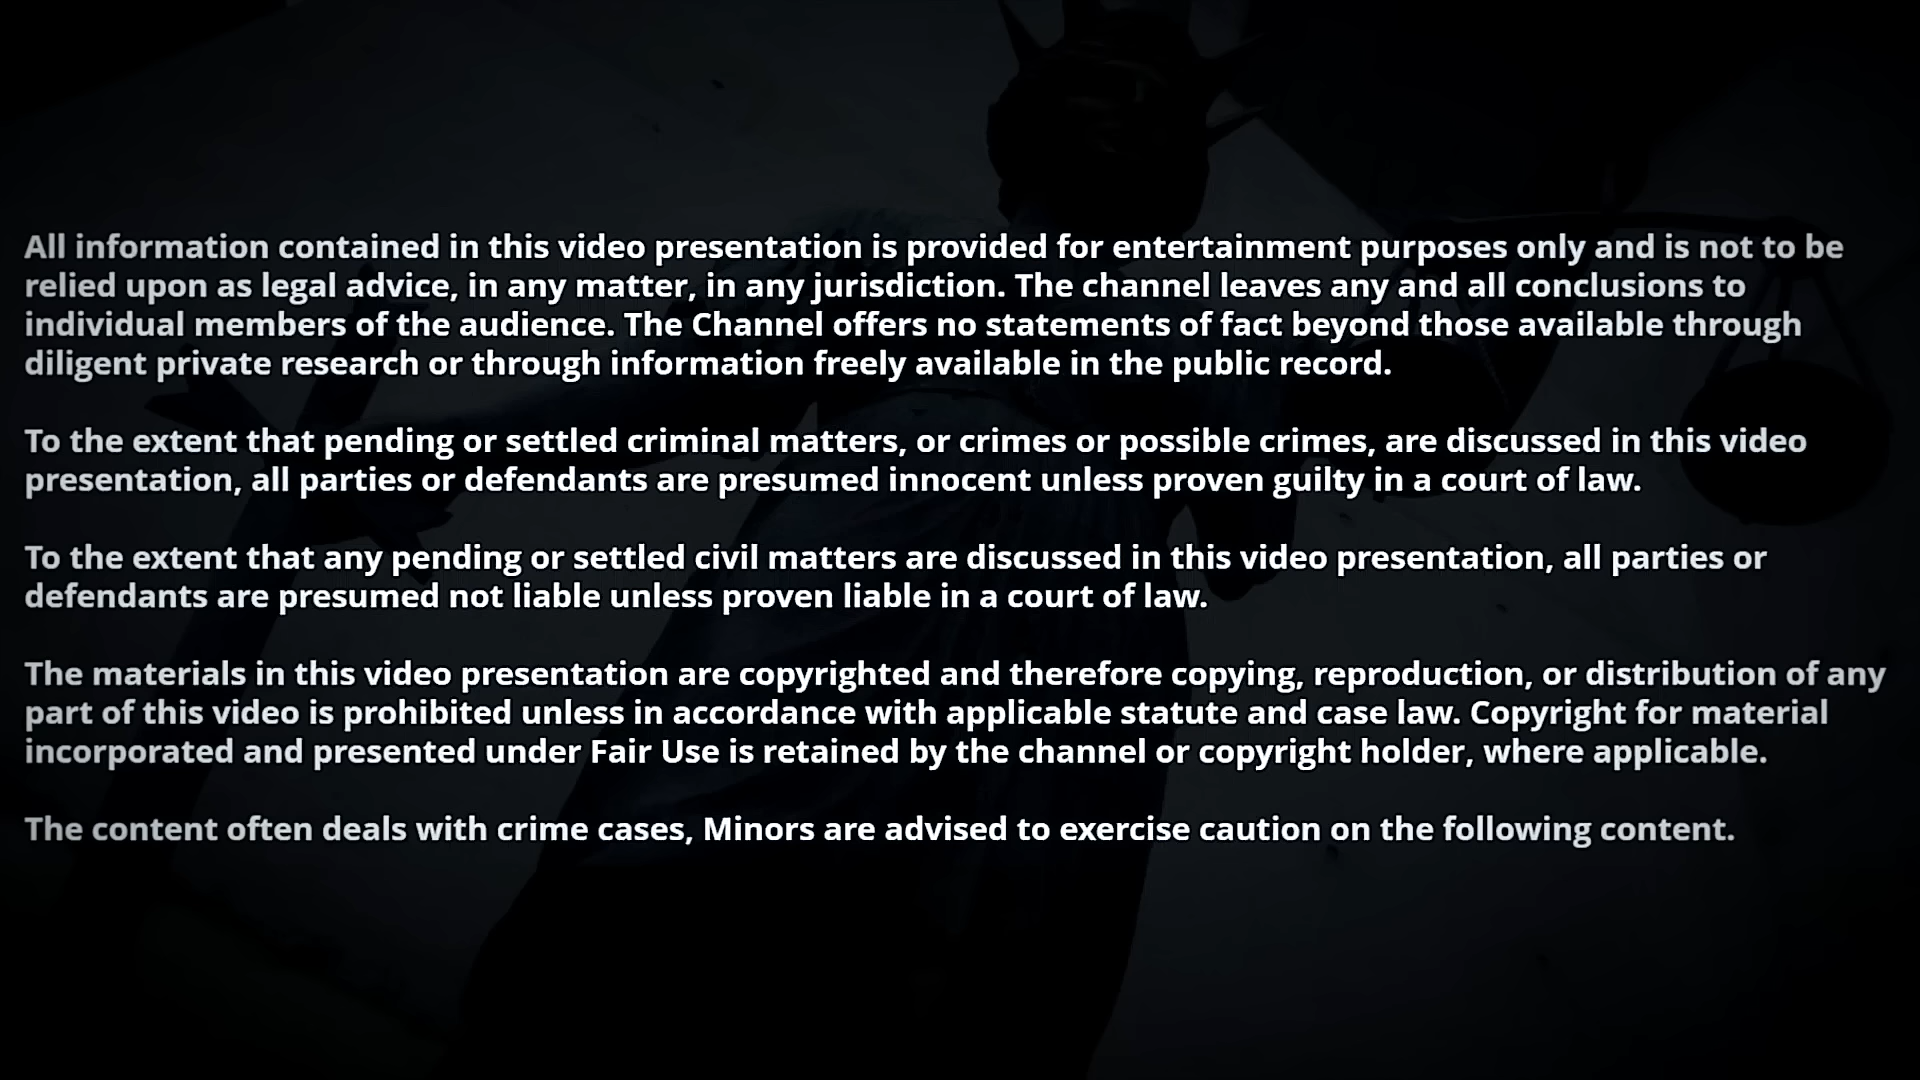 All information contained in this video presentation is provided for entertainment purposes only and is not to be
relied upon as legal advice, in any matter, in any jurisdiction. The channel leaves any and all conclusions to
individual members of the audience. The Channel offers no statements of fact beyond those available through
diligent private research or through information freely available in the public record.
To the extent that pending or settled criminal matters, or crimes or possible crimes, are discussed in this video
presentation, all parties or defendants are presumed innocent unless proven guilty in a court of law.
To the extent that any pending or settled civil matters are discussed in this video presentation, all parties or
defendants are presumed not liable unless proven liable in a court of law.
The materials in this video presentation are copyrighted and therefore copying, reproduction, or distribution of any
part of this video is prohibited unless in accordance with applicable statute and case law. Copyright for material
incorporated and presented under Fair Use is retained by the channel or copyright holder, where applicable.
The content often deals with crime cases, Minors are advised to exercise caution on the following content.